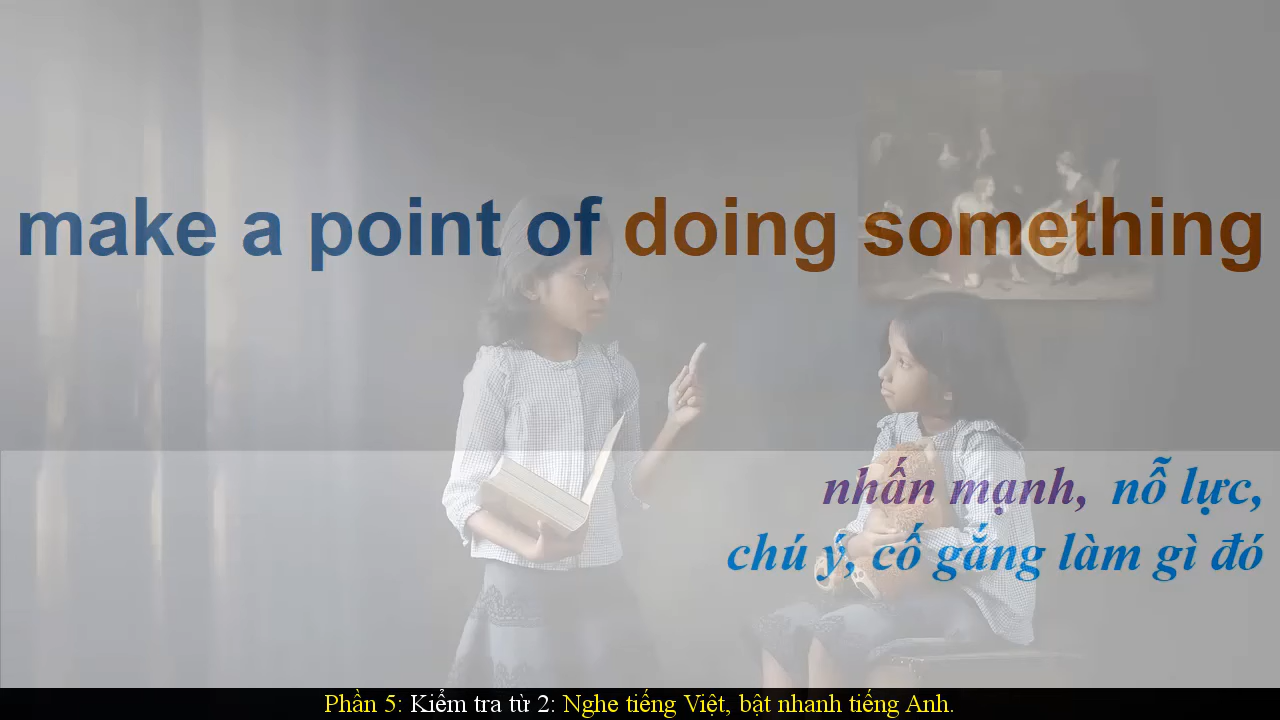 make a point of doing something
nhấn mạnh, nỗ lực,
chú ý, cố gắng làm gì đó
Phần 5: Kiểm tra từ 2: Nghe tiếng Việt, bật nhanh tiếng Anh.